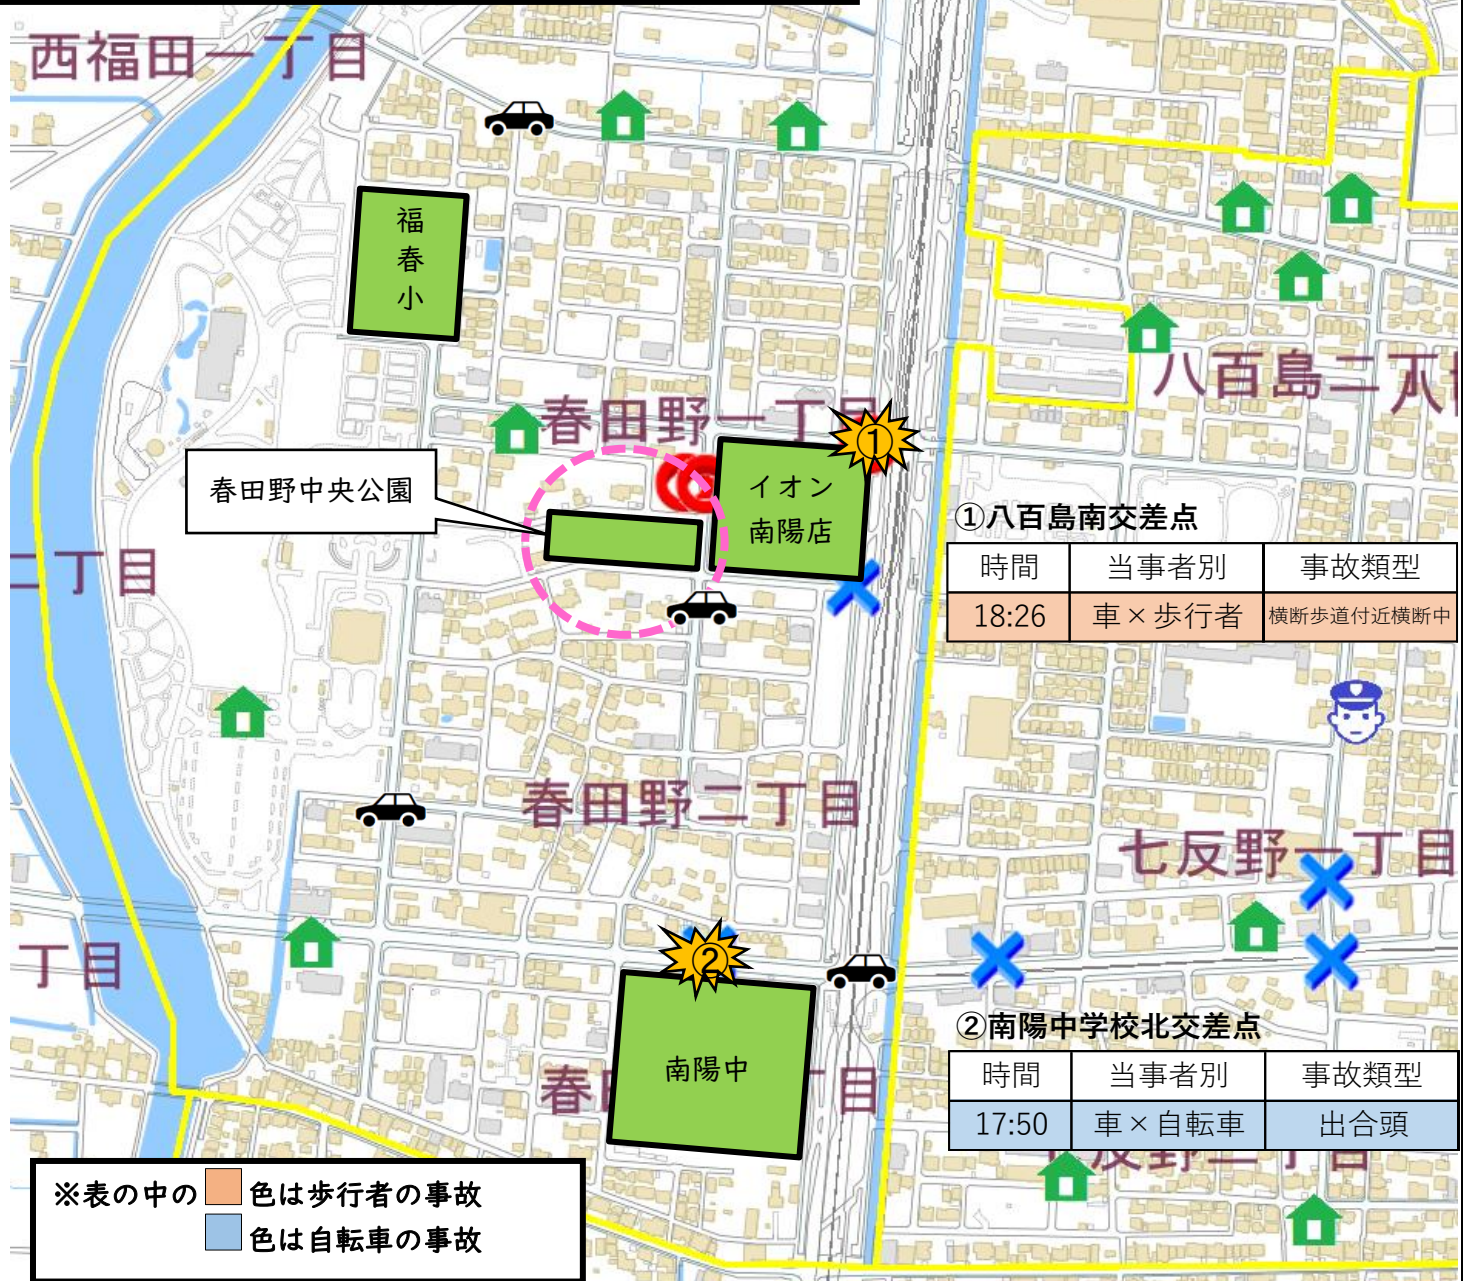 西福田一丁目
福
春
小
春田野一丁目
①
八百島二丁
春田野中央公園
イオン
南陽店
①八百島南交差点
時間 当事者別 事故類型
18:26 車×歩行者 横断歩道付近横断中
二丁目
春田野二丁目
七反野一丁目
丁目
②
②南陽中学校北交差点
南陽中
時間 当事者別 事故類型
17:50 車×自転車 出合頭
春
目
※表の中の 色は歩行者の事故
色は自転車の事故